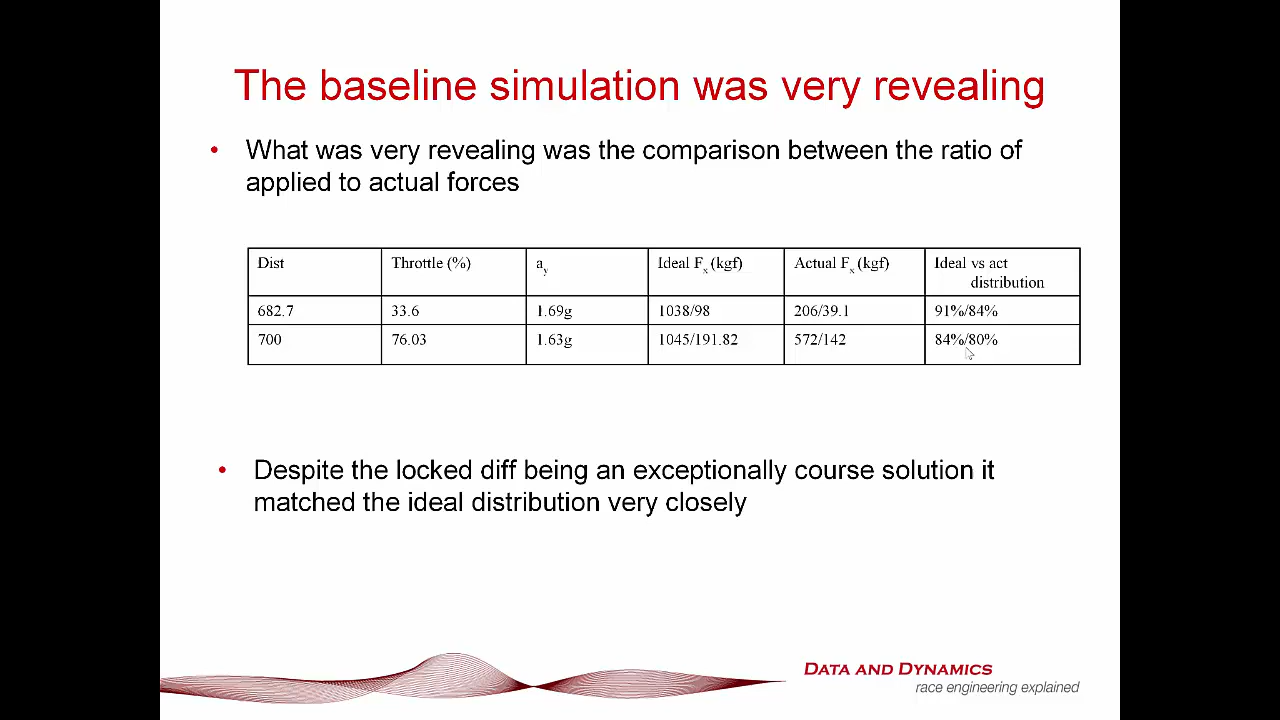 The baseline simulation was very revealing
• What was very revealing was the comparison between the ratio of
applied to actual forces
Dist Throttle (%) ay Ideal Fx (kgf) Actual Fx (kgf) Ideal vs act
distribution
682.7 33.6 1.69g 1038/98 206/39.1 91%/84%
700 76.03 1.63g 1045/191.82 572/142 84%/80%
• Despite the locked diff being an exceptionally course solution it
matched the ideal distribution very closely
DATA AND DYNAMICS
race engineering explained